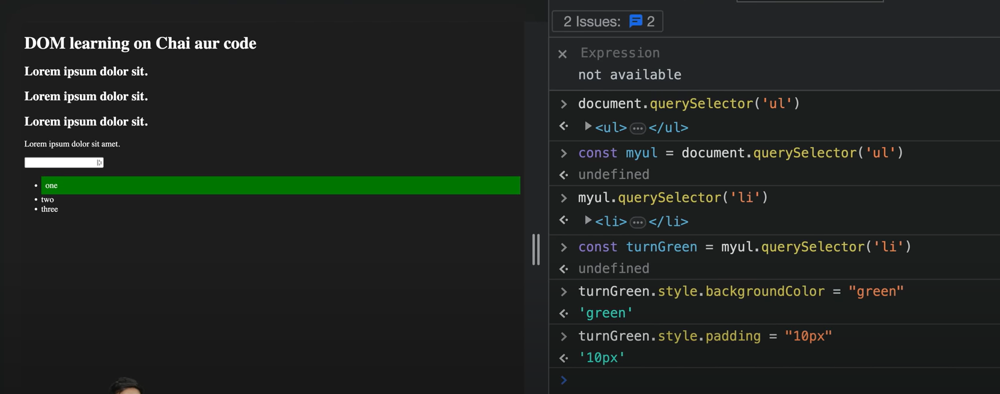 DOM learning on Chai aur code
Lorem ipsum dolor sit.
Lorem ipsum dolor sit.
Lorem ipsum dolor sit.
Lorem ipsum dolor sit amet.
• one
• two
• three
2 Issues: 2
Expression
not available
document.querySelector('ul')
<ul>…</ul>
const myul = document.querySelector('ul')
undefined
myul.querySelector('li')
<li>…</li>
const turnGreen = myul.querySelector('li')
undefined
turnGreen.style.backgroundColor = "green"
'green'
turnGreen.style.padding = "10px"
'10px'